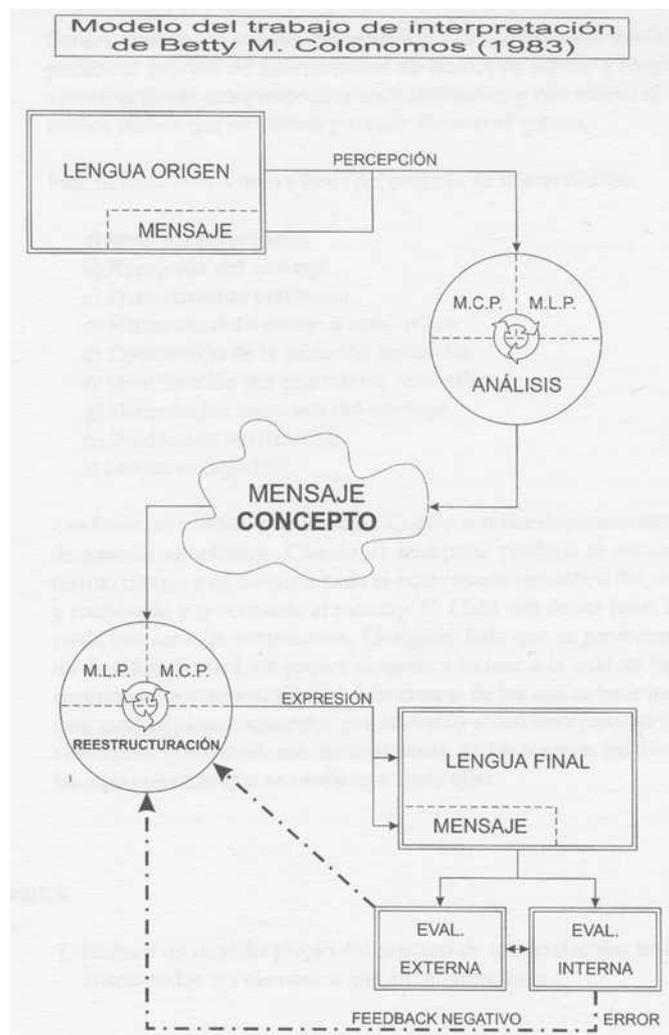 Modelo del trabajo de interpretación
de Betty M. Colonomos (1983)
LENGUA ORIGEN
MENSAJE
PERCEPCIÓN
M.C.P. M.L.P.
ANÁLISIS
MENSAJE
CONCEPTO
M.L.P. M.C.P.
REESTRUCTURACIÓN
EXPRESIÓN
LENGUA FINAL
MENSAJE
EVAL.
EXTERNA
EVAL.
INTERNA
FEEDBACK NEGATIVO
ERROR